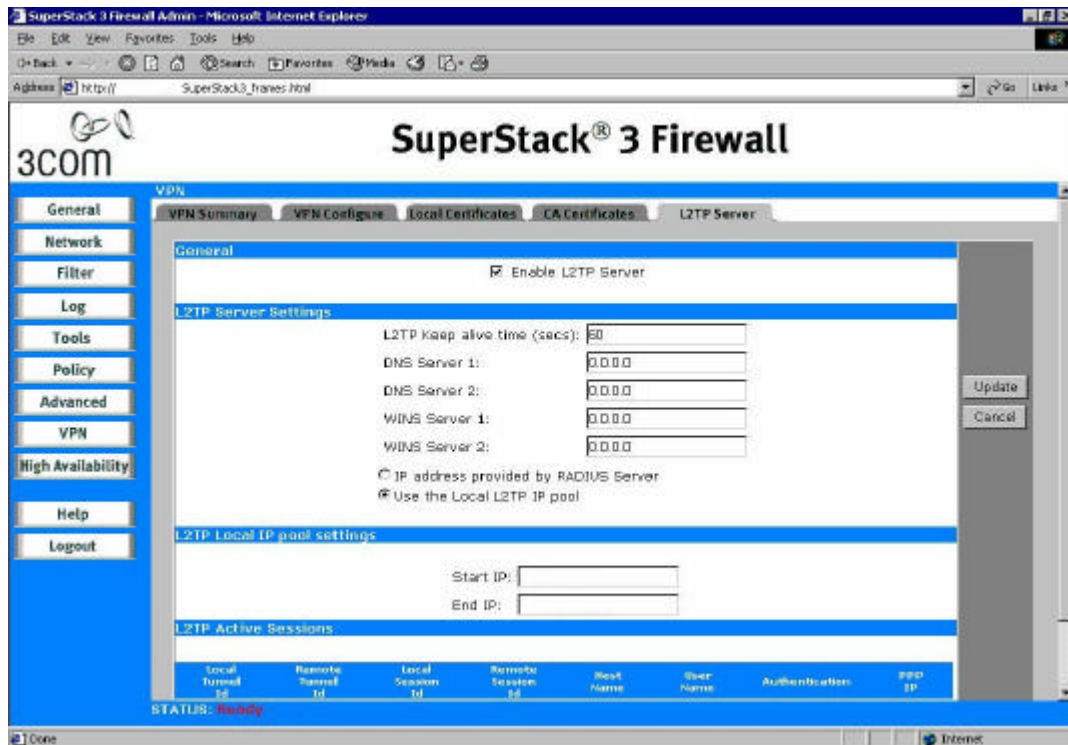 SuperStack 3 Firewall Admin - Microsoft Internet Explorer
File Edit View Favorites Tools Help
Back Search Favorites Media
Address http:// SuperStack3_frames.html Go Links
3COM
SuperStack® 3 Firewall
VPN
General
Network
Filter
Log
Tools
Policy
Advanced
VPN
High Availability
Help
Logout
VPN Summary VPN Configure Local Certificates CA Certificates L2TP Server
General
Enable L2TP Server
L2TP Server Settings
L2TP Keep alive time (secs): 60
DNS Server 1: 0.0.0.0
DNS Server 2: 0.0.0.0
WINS Server 1: 0.0.0.0
WINS Server 2: 0.0.0.0
IP address provided by RADIUS Server
Use the Local L2TP IP pool
Update
Cancel
L2TP Local IP pool settings
Start IP:
End IP:
L2TP Active Sessions
Local Tunnel Id Remote Tunnel Id Local Session Id Remote Session Id Host Name User Name Authentication PPP IP
STATUS: Ready
Done Internet